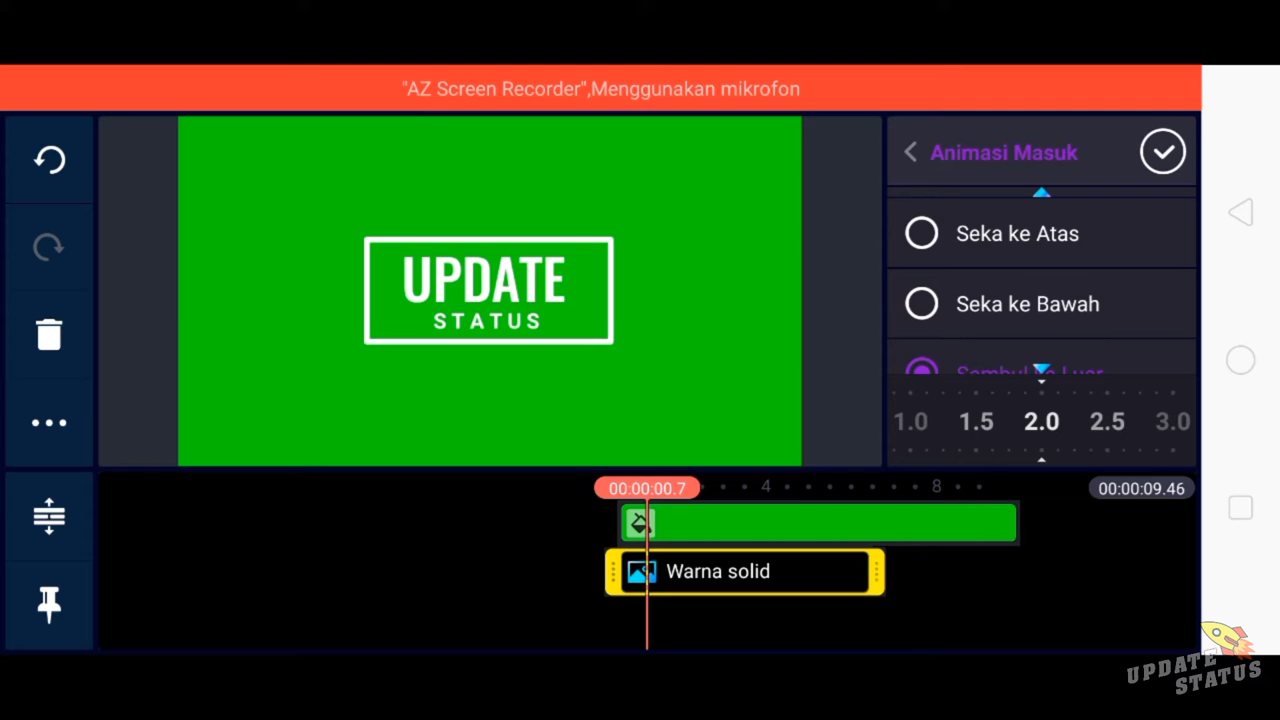 "AZ Screen Recorder",Menggunakan mikrofon
Animasi Masuk
UPDATE
STATUS
Seka ke Atas
Seka ke Bawah
1.0 1.5 2.0 2.5 3.0
00:00:00.7 4 8 00:00:09.46
Warna solid
UPDATE
STATUS